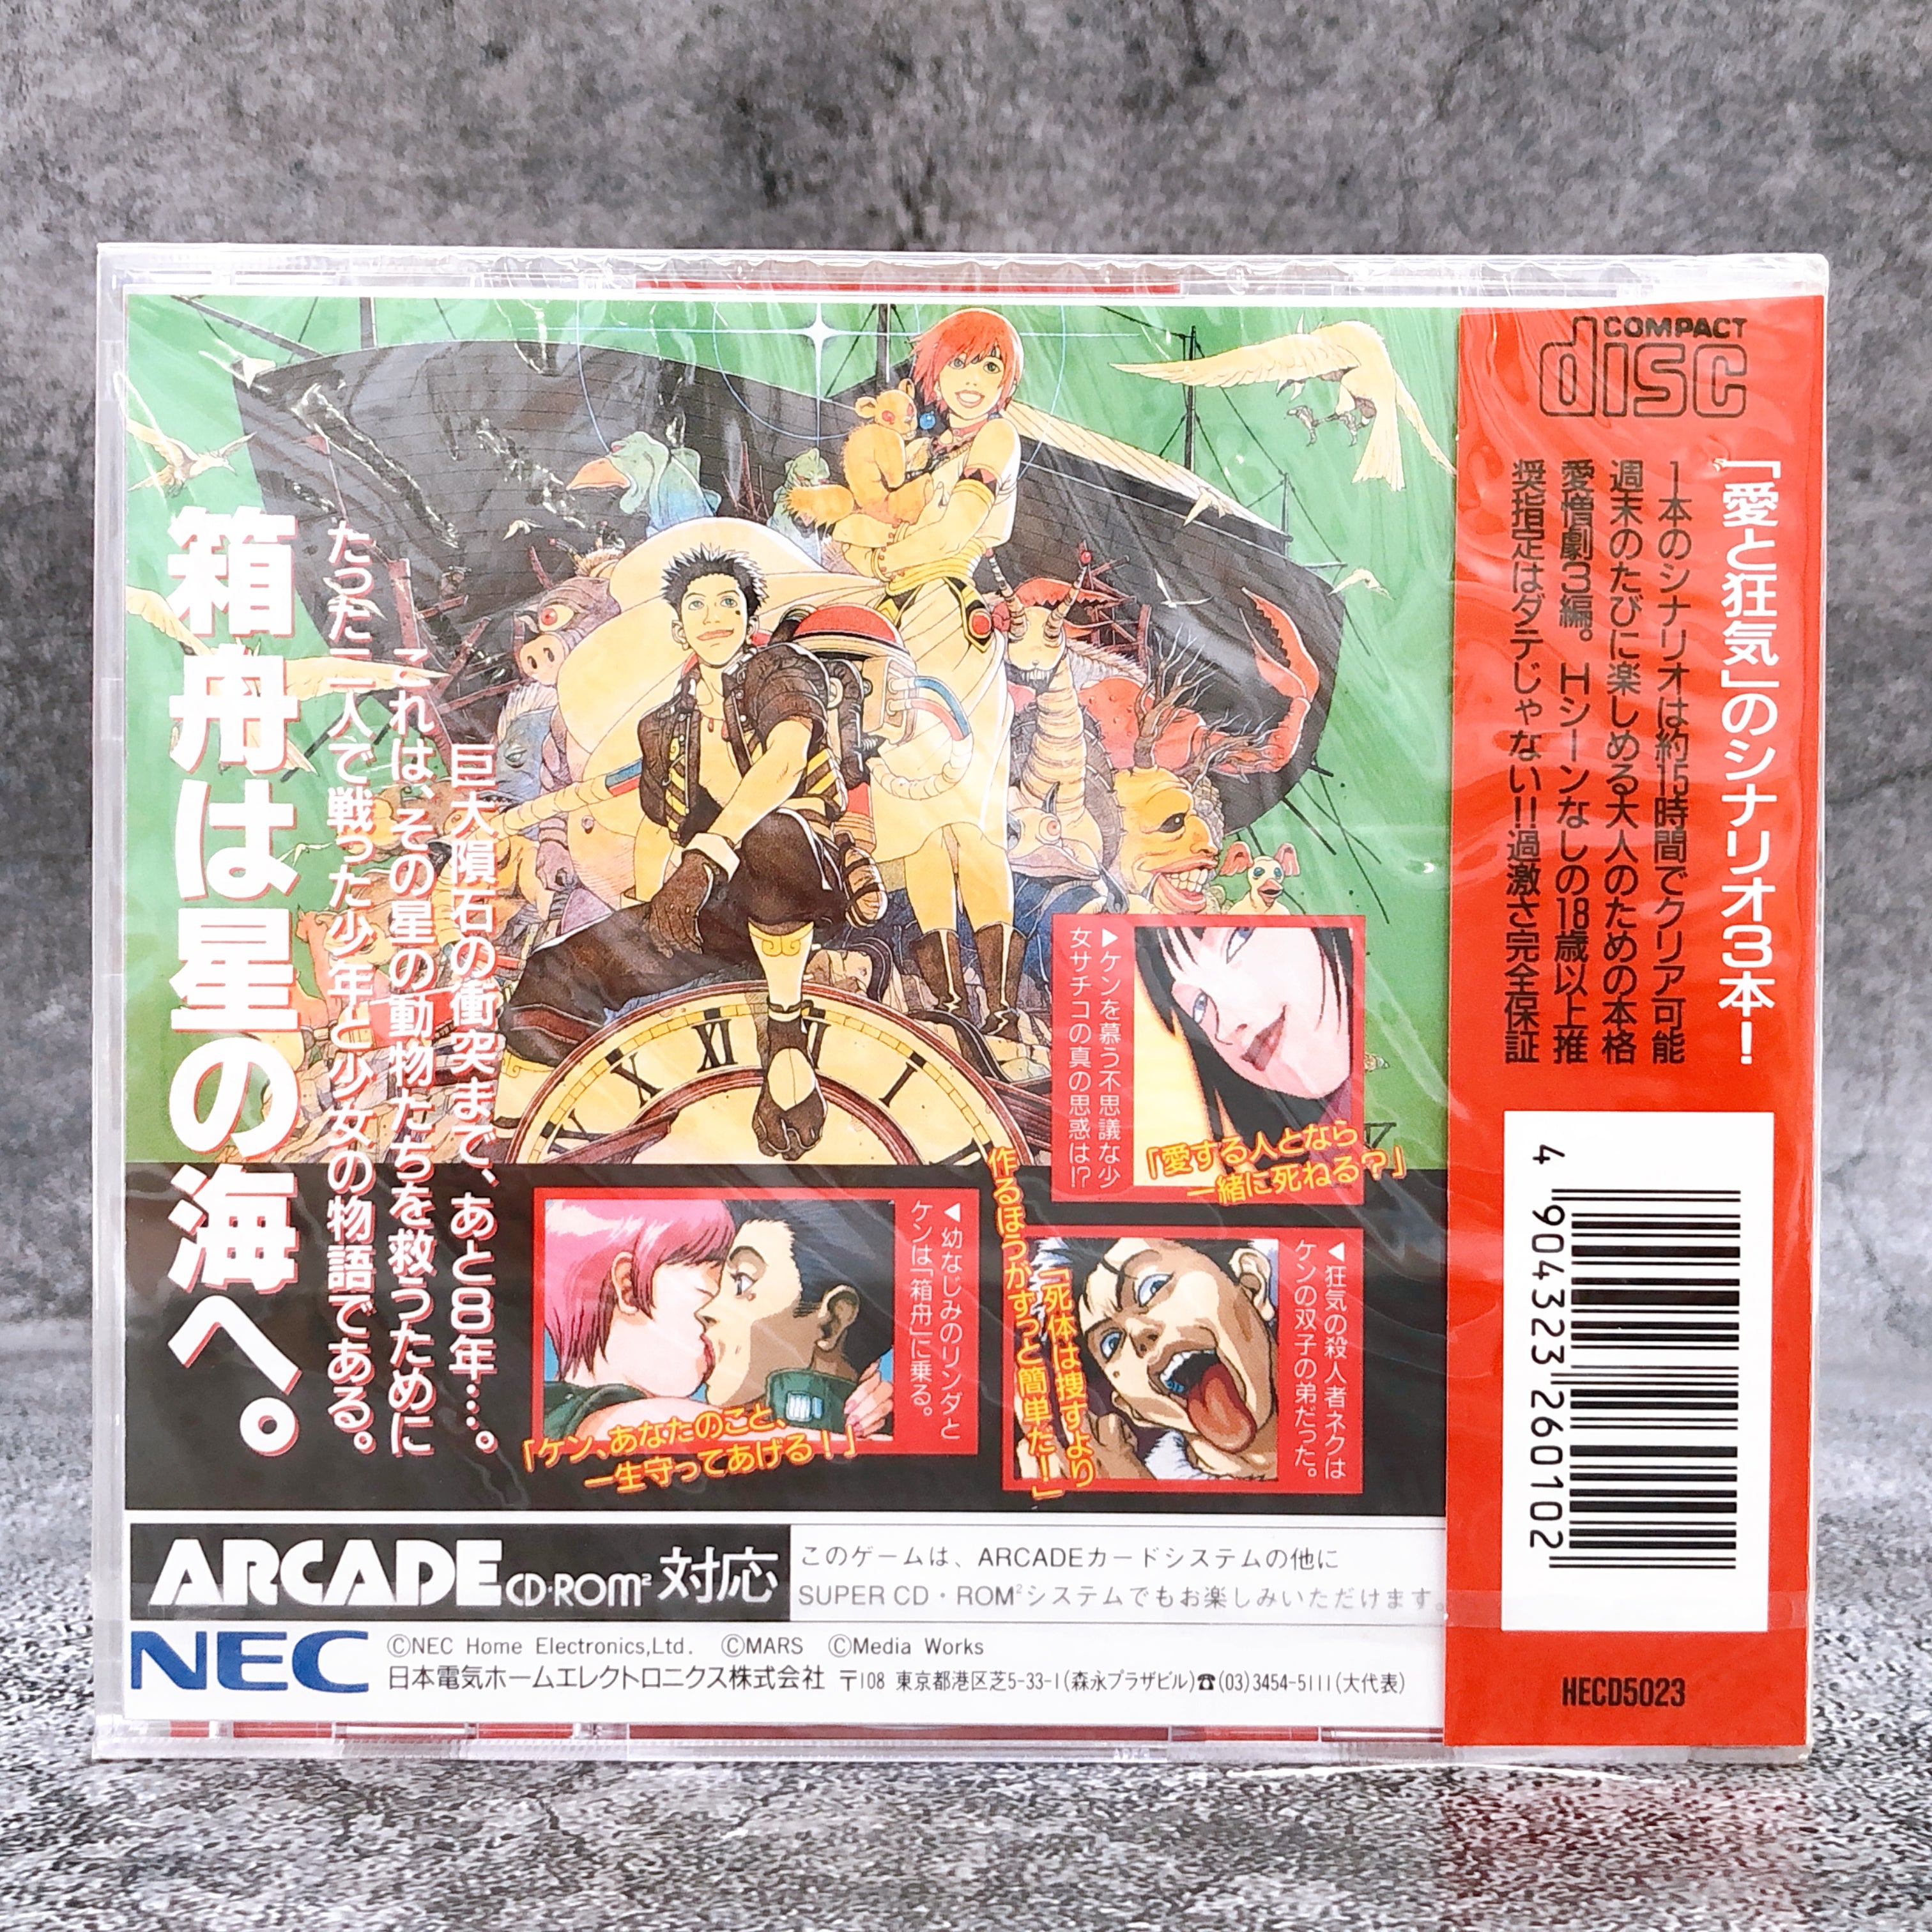 箱舟は星の海へ。
巨大隕石の衝突まで、あと8年…。
これは、その星の動物たちを救うために
たった二人で戦った少年と少女の物語である。
▶ケンを慕う不思議な少
女サチコの真の思惑は!?
「愛する人となら
一緒に死ねる?」
◀幼なじみのリンダと
ケンは「箱舟」に乗る。
「ケン、あなたのこと、
一生守ってあげる!」
◀狂気の殺人者ネクは
ケンの双子の弟だった。
「死体は捜すより
作るほうがずっと簡単だ!」
XII
X
I
ARCADE CD・ROM² 対応
このゲームは、ARCADEカードシステムの他に
SUPER CD・ROM²システムでもお楽しみいただけます。
NEC
©NEC Home Electronics,Ltd. ©MARS ©Media Works
日本電気ホームエレクトロニクス株式会社 〒108 東京都港区芝5-33-1(森永プラザビル)☎(03)3454-5111(大代表)
COMPACT
disc
「愛と狂気」のシナリオ3本!
1本のシナリオは約15時間でクリア可能
週末のたびに楽しめる大人のための本格
愛憎劇3編。Hシーンなしの18歳以上推
奨指定はダテじゃない!!過激さ完全保証
4 904323 260102
HECD5023